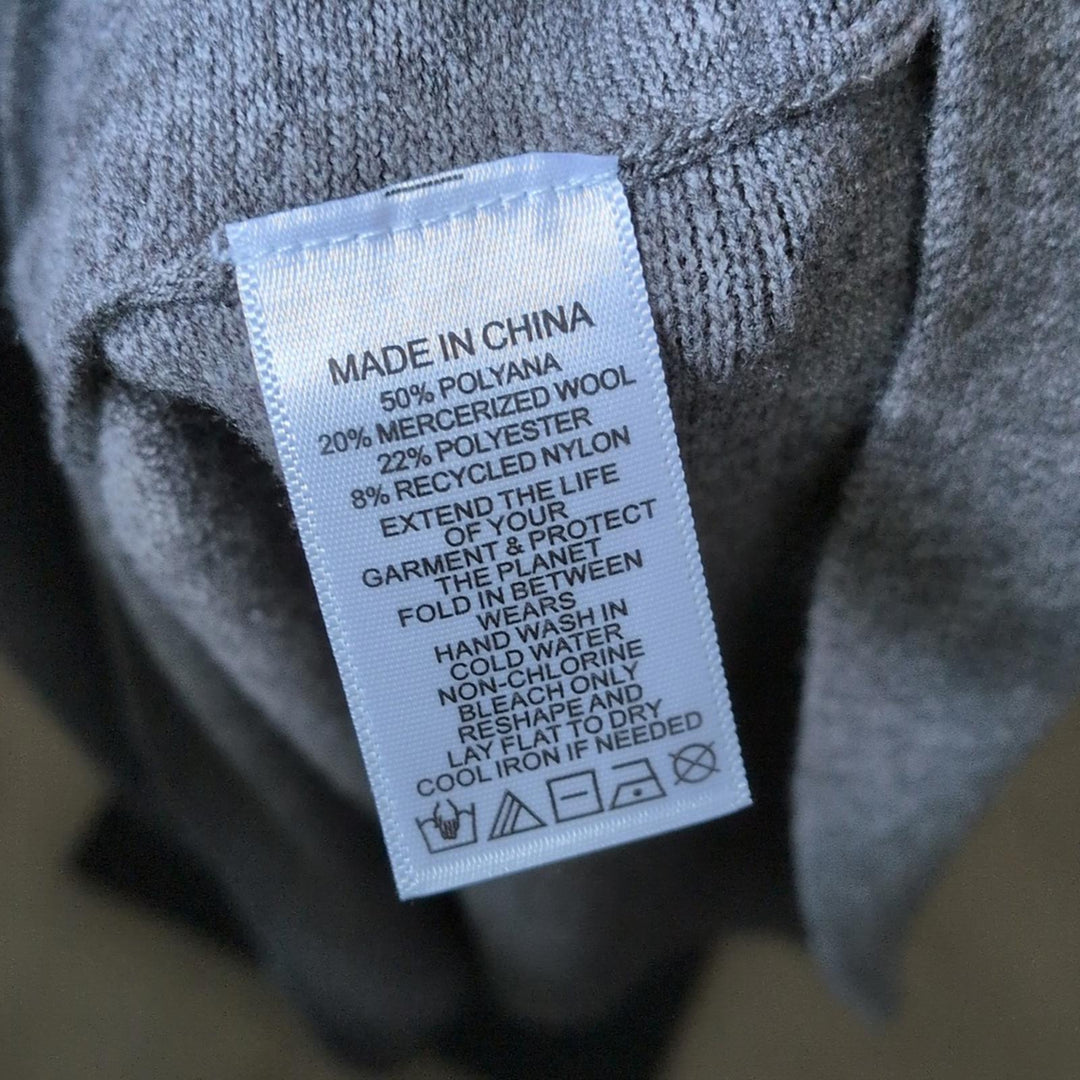 MADE IN CHINA
50% POLYANA
20% MERCERIZED WOOL
22% POLYESTER
8% RECYCLED NYLON
EXTEND THE LIFE
OF YOUR
GARMENT & PROTECT
THE PLANET
FOLD IN BETWEEN
WEARS
HAND WASH IN
COLD WATER
NON-CHLORINE
BLEACH ONLY
RESHAPE AND
LAY FLAT TO DRY
COOL IRON IF NEEDED